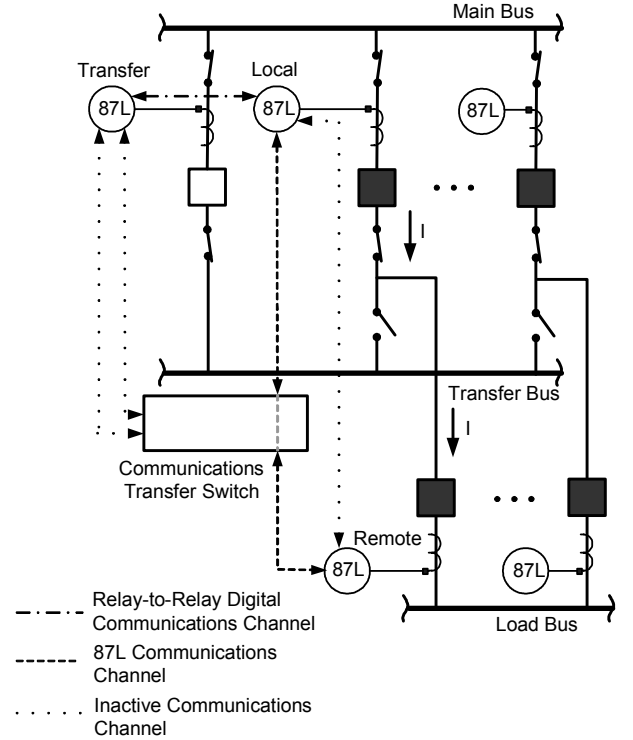 Main Bus
Transfer
Local
87L
87L
87L
I
Transfer Bus
I
Communications
Transfer Switch
Remote
87L
87L
Load Bus
Relay-to-Relay Digital
Communications Channel
87L Communications
Channel
Inactive Communications
Channel